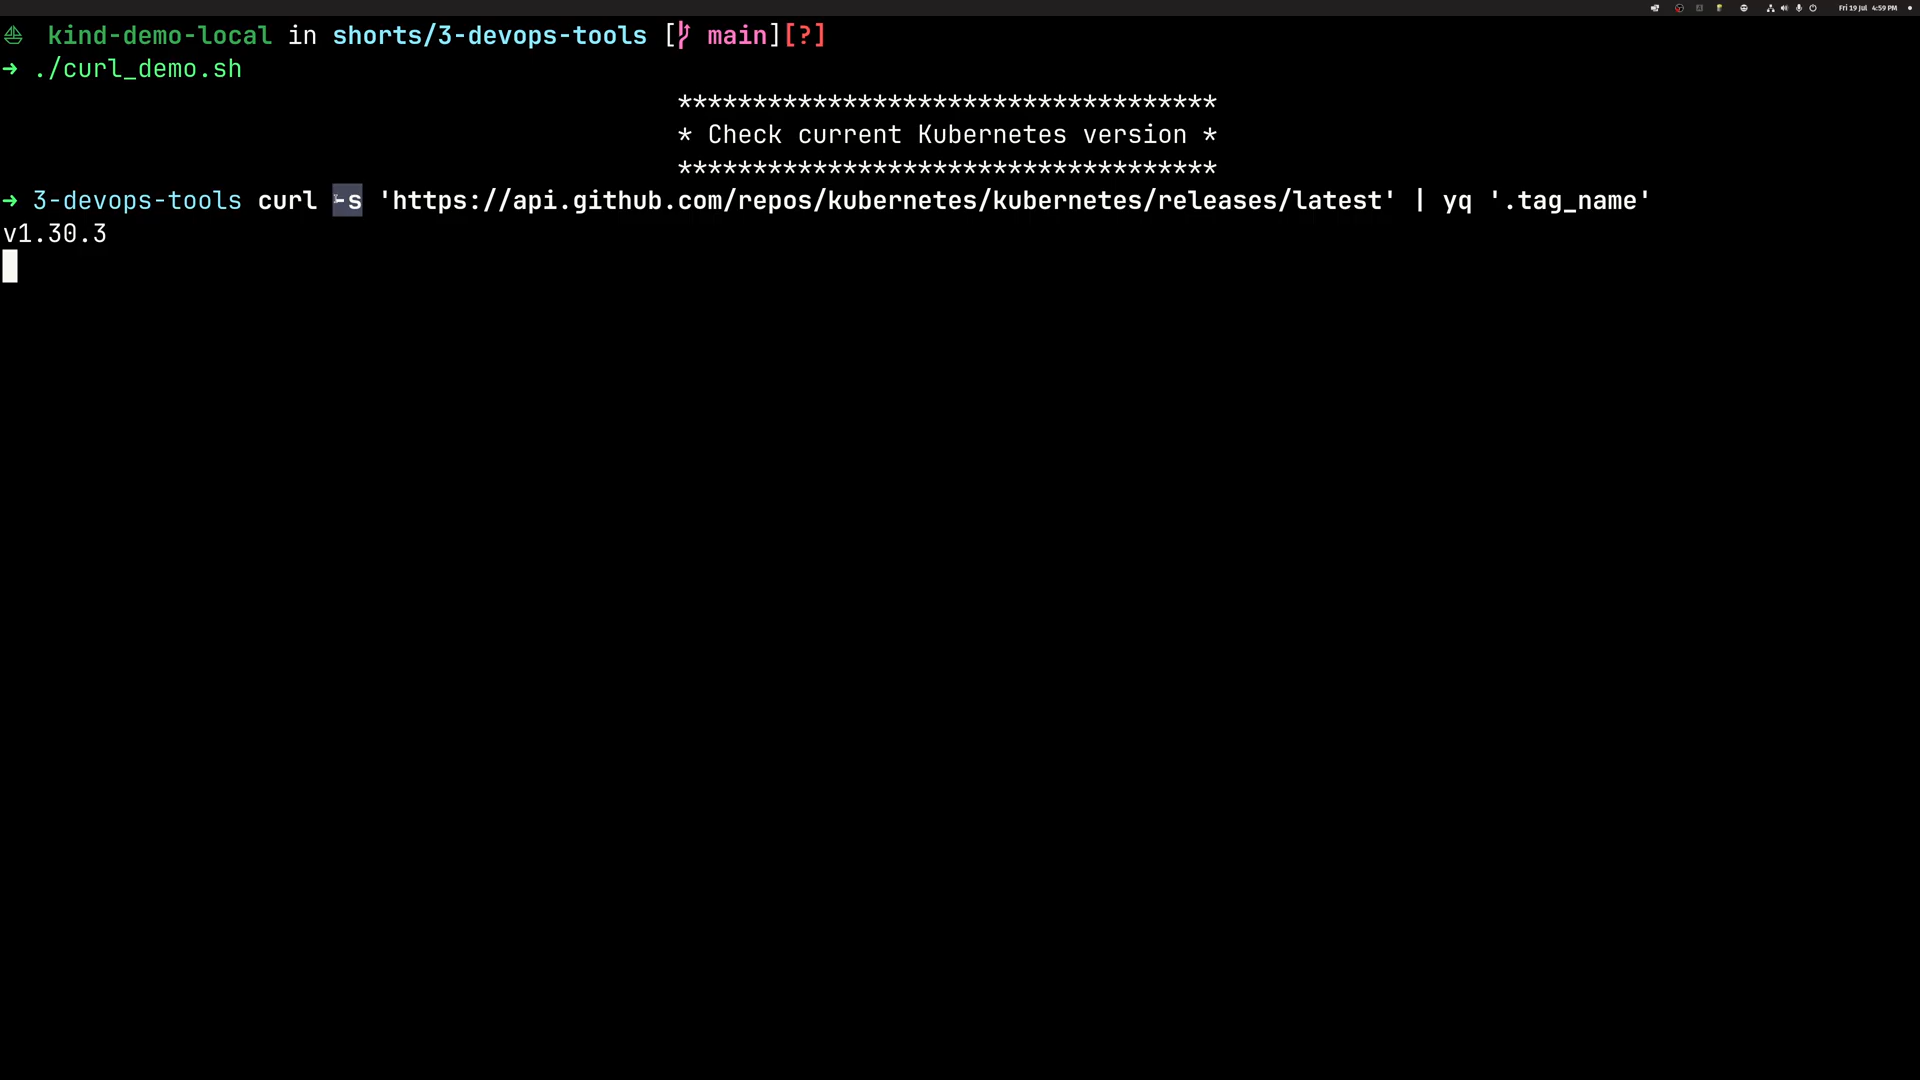 Fri 19 Jul 4:59 PM
kind-demo-local in shorts/3-devops-tools [ main][?]
→ ./curl_demo.sh
************************************
* Check current Kubernetes version *
************************************
→ 3-devops-tools curl -s 'https://api.github.com/repos/kubernetes/kubernetes/releases/latest' | yq '.tag_name'
v1.30.3